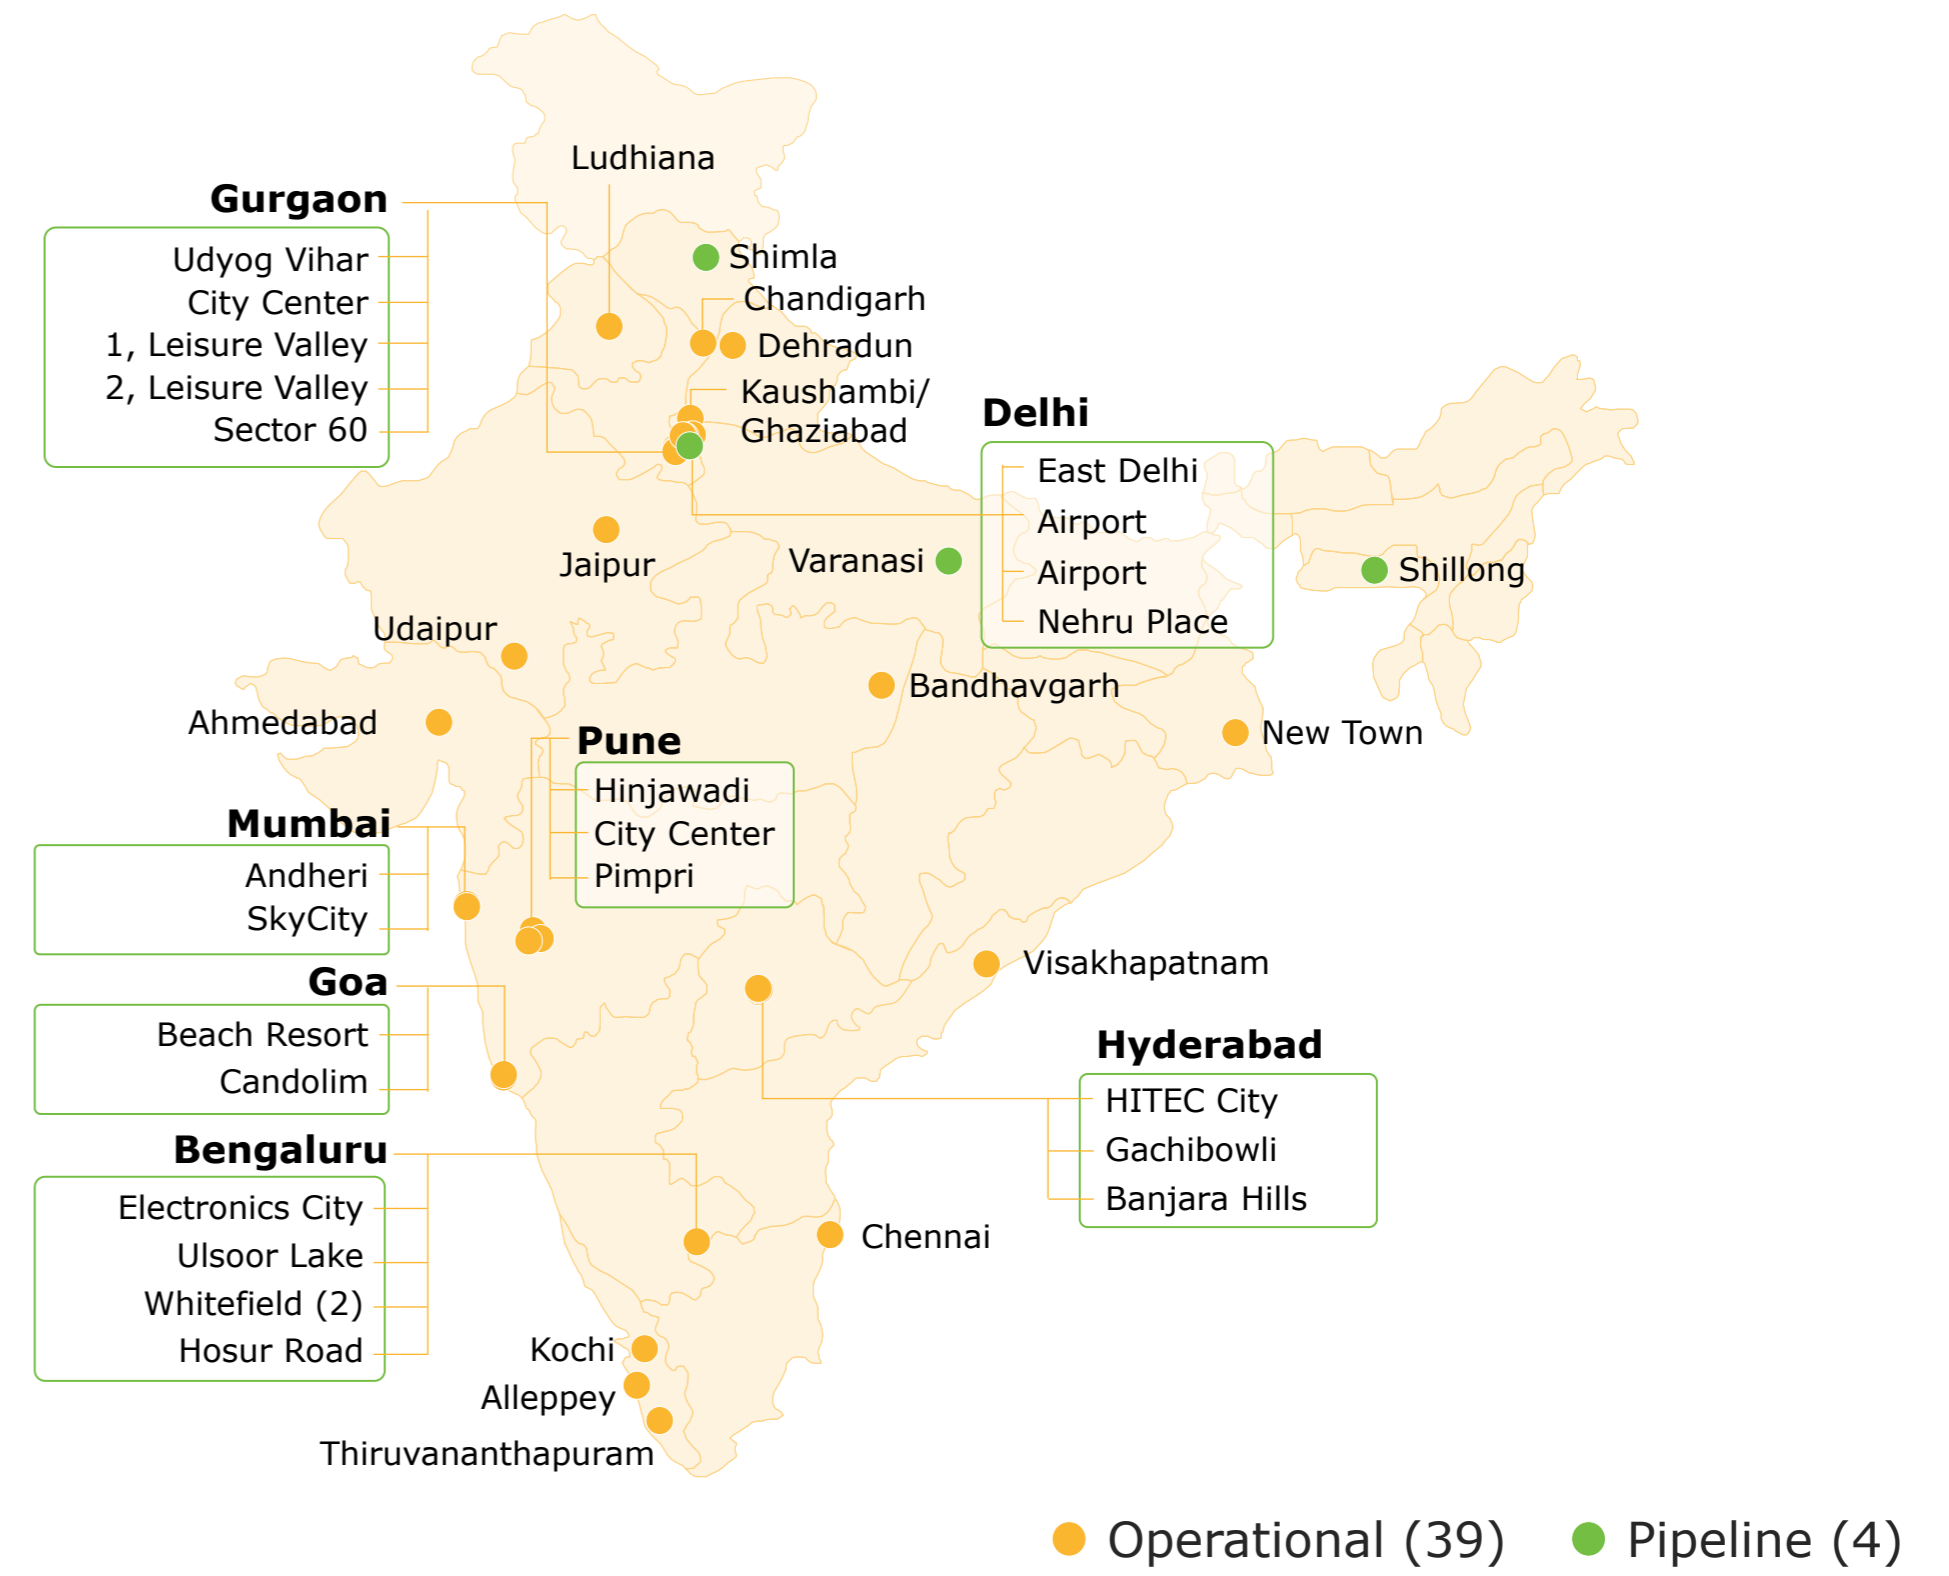 Ludhiana
Gurgaon
Udyog Vihar
City Center
1, Leisure Valley
2, Leisure Valley
Sector 60
Shimla
Chandigarh
Dehradun
Kaushambi/
Ghaziabad
Delhi
East Delhi
Airport
Airport
Nehru Place
Jaipur
Varanasi
Shillong
Udaipur
Bandhavgarh
Ahmedabad
New Town
Pune
Hinjawadi
City Center
Pimpri
Mumbai
Andheri
SkyCity
Visakhapatnam
Goa
Beach Resort
Candolim
Hyderabad
HITEC City
Gachibowli
Banjara Hills
Bengaluru
Electronics City
Ulsoor Lake
Whitefield (2)
Hosur Road
Chennai
Kochi
Alleppey
Thiruvananthapuram
Operational (39)
Pipeline (4)